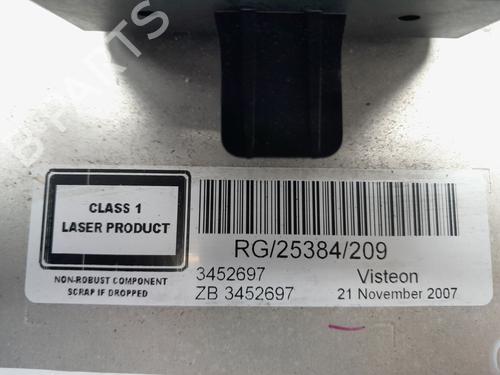 B-PARTS
CLASS 1
LASER PRODUCT
NON-ROBUST COMPONENT
SCRAP IF DROPPED
RG/25384/209
3452697 Visteon
ZB 3452697 21 November 2007